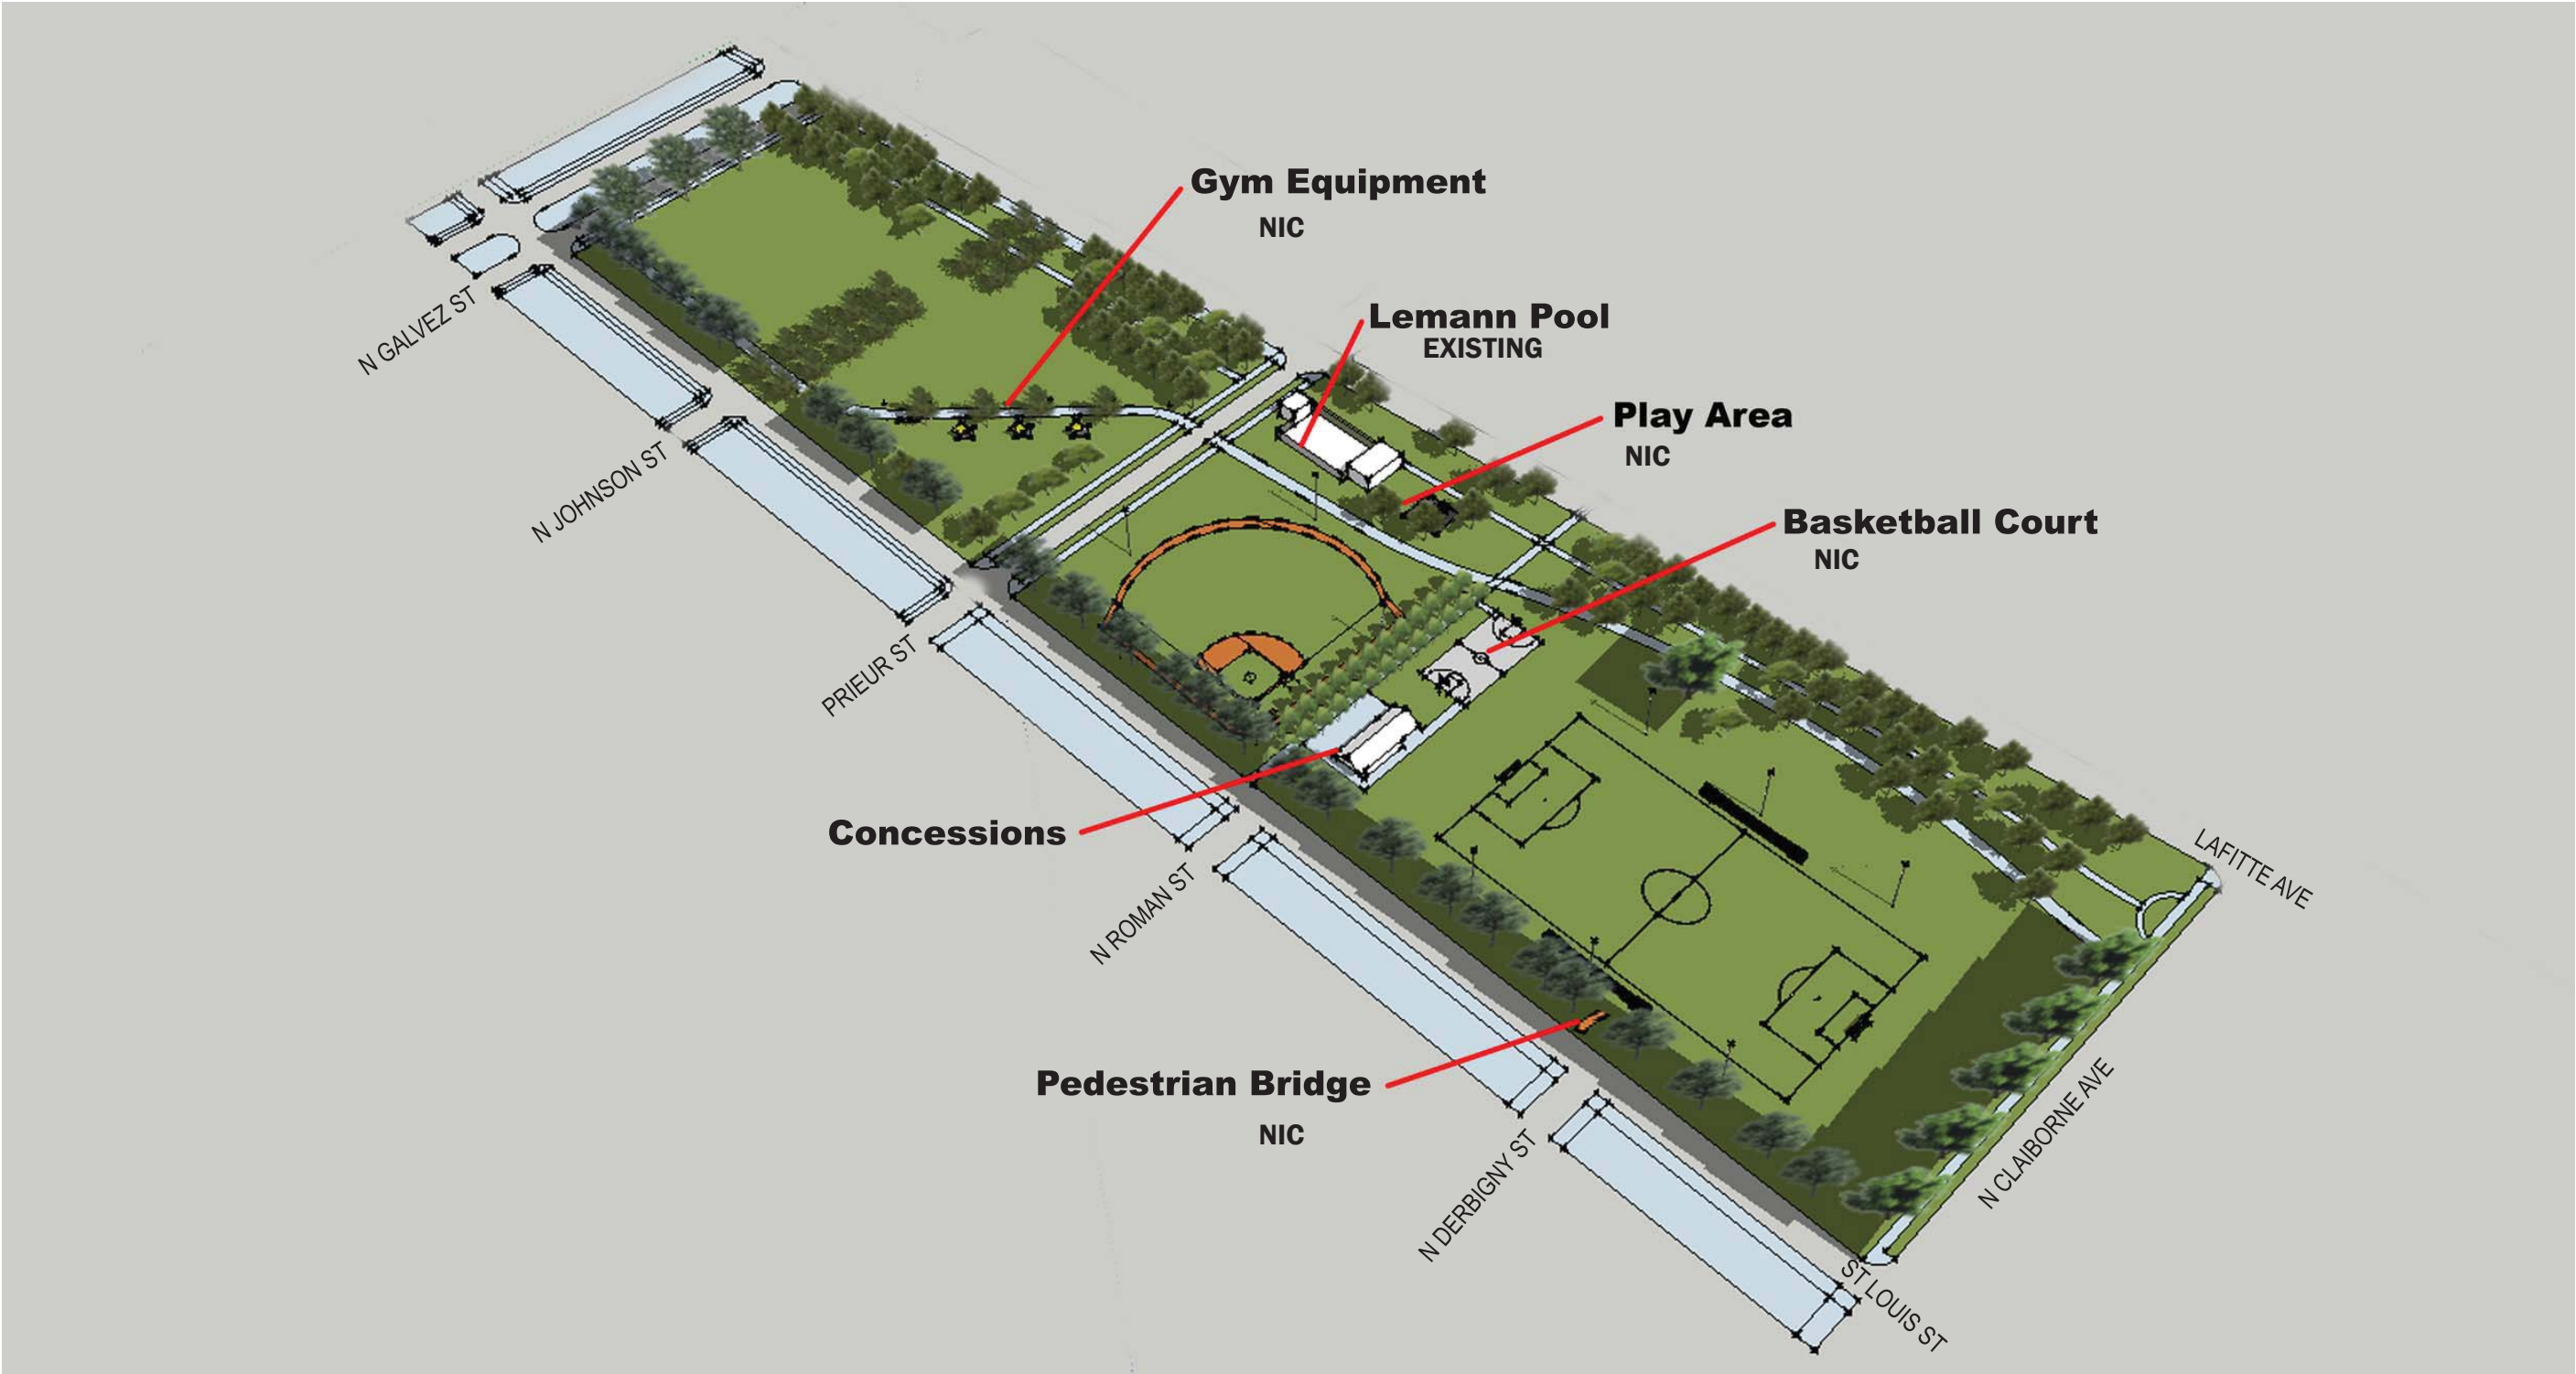 Gym Equipment
NIC
Lemann Pool
EXISTING
Play Area
NIC
Basketball Court
NIC
Concessions
Pedestrian Bridge
NIC
N GALVEZ ST
N JOHNSON ST
PRIEUR ST
N ROMAN ST
N DERBIGNY ST
ST LOUIS ST
N CLAIBORNE AVE
LAFITTE AVE